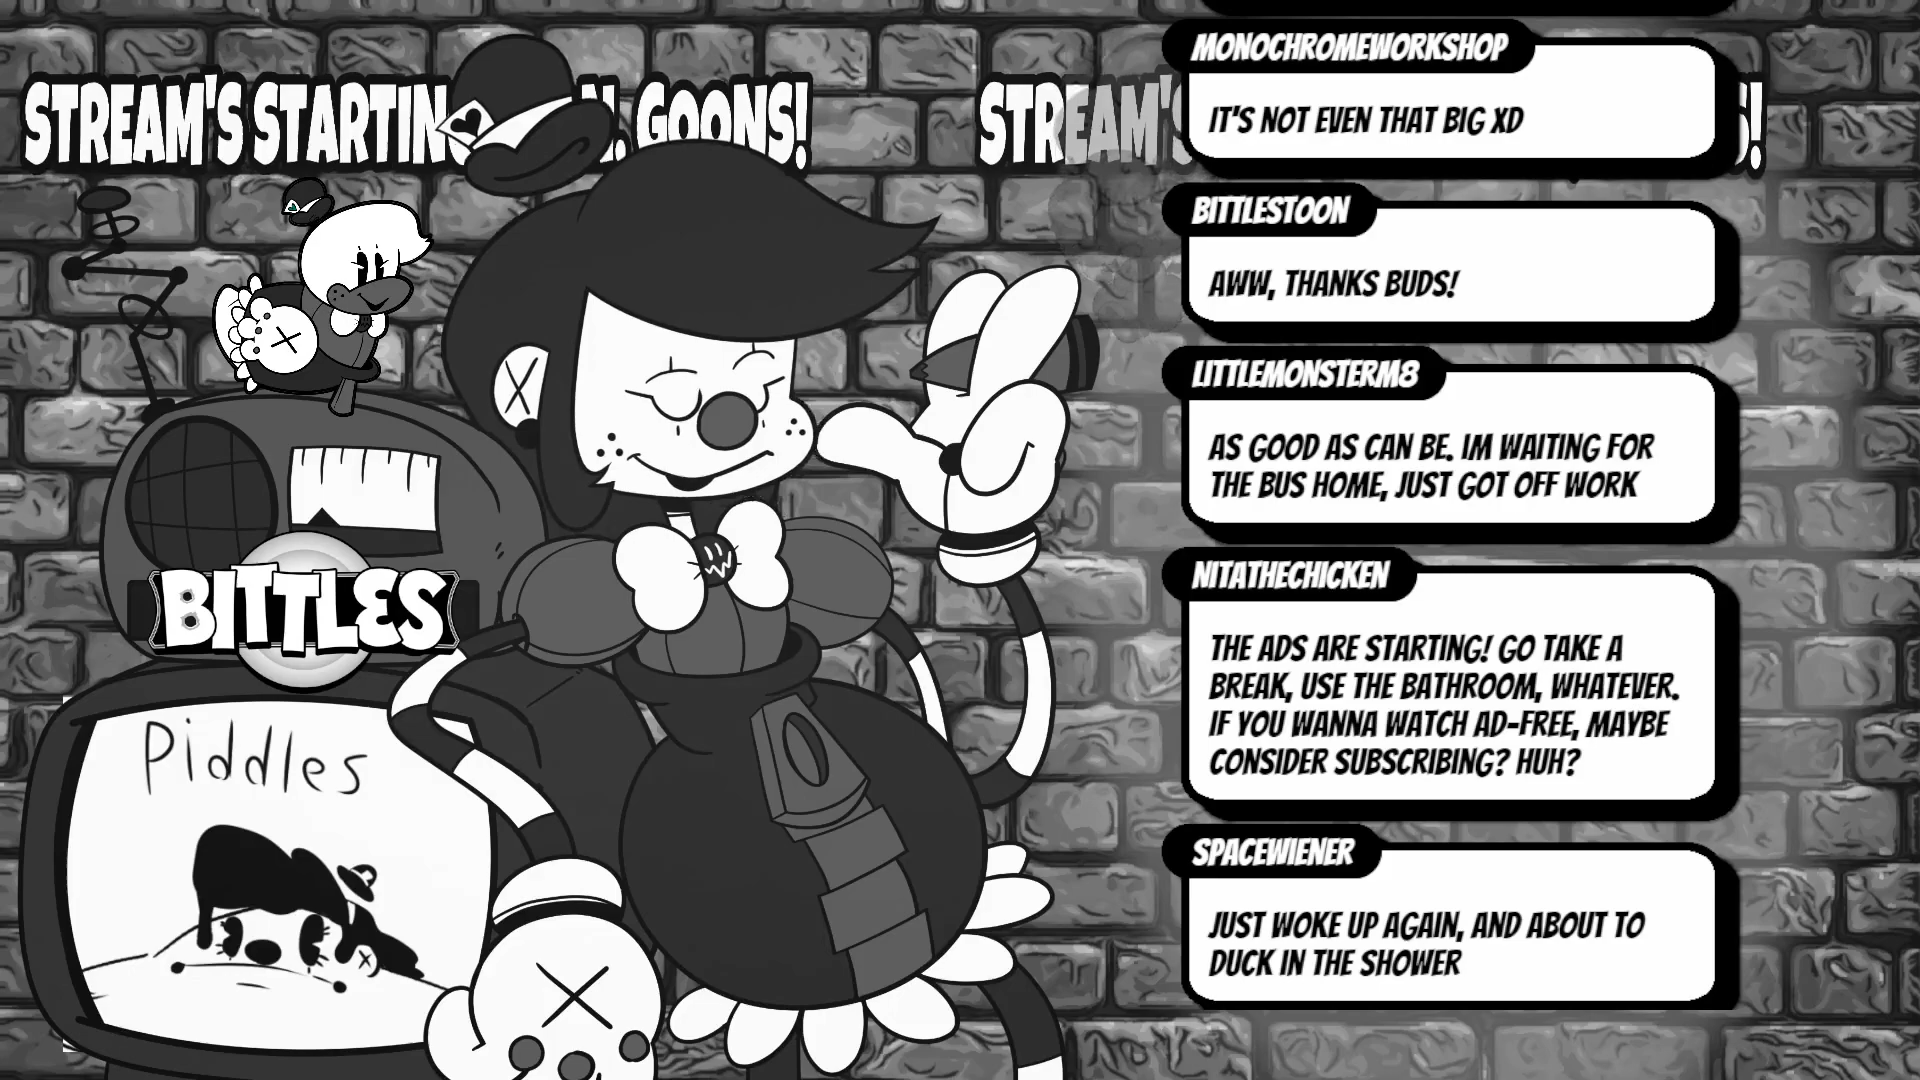 STREAM'S STARTIN
N, GOONS!
STREAM'S
S!
MONOCHROMEWORKSHOP
IT'S NOT EVEN THAT BIG XD
BITTLESTOON
AWW, THANKS BUDS!
LITTLEMONSTERM8
AS GOOD AS CAN BE. IM WAITING FOR
THE BUS HOME, JUST GOT OFF WORK
NITATHECHICKEN
THE ADS ARE STARTING! GO TAKE A
BREAK, USE THE BATHROOM, WHATEVER.
IF YOU WANNA WATCH AD-FREE, MAYBE
CONSIDER SUBSCRIBING? HUH?
SPACEWIENER
JUST WOKE UP AGAIN, AND ABOUT TO
DUCK IN THE SHOWER
BITTLES
Piddles